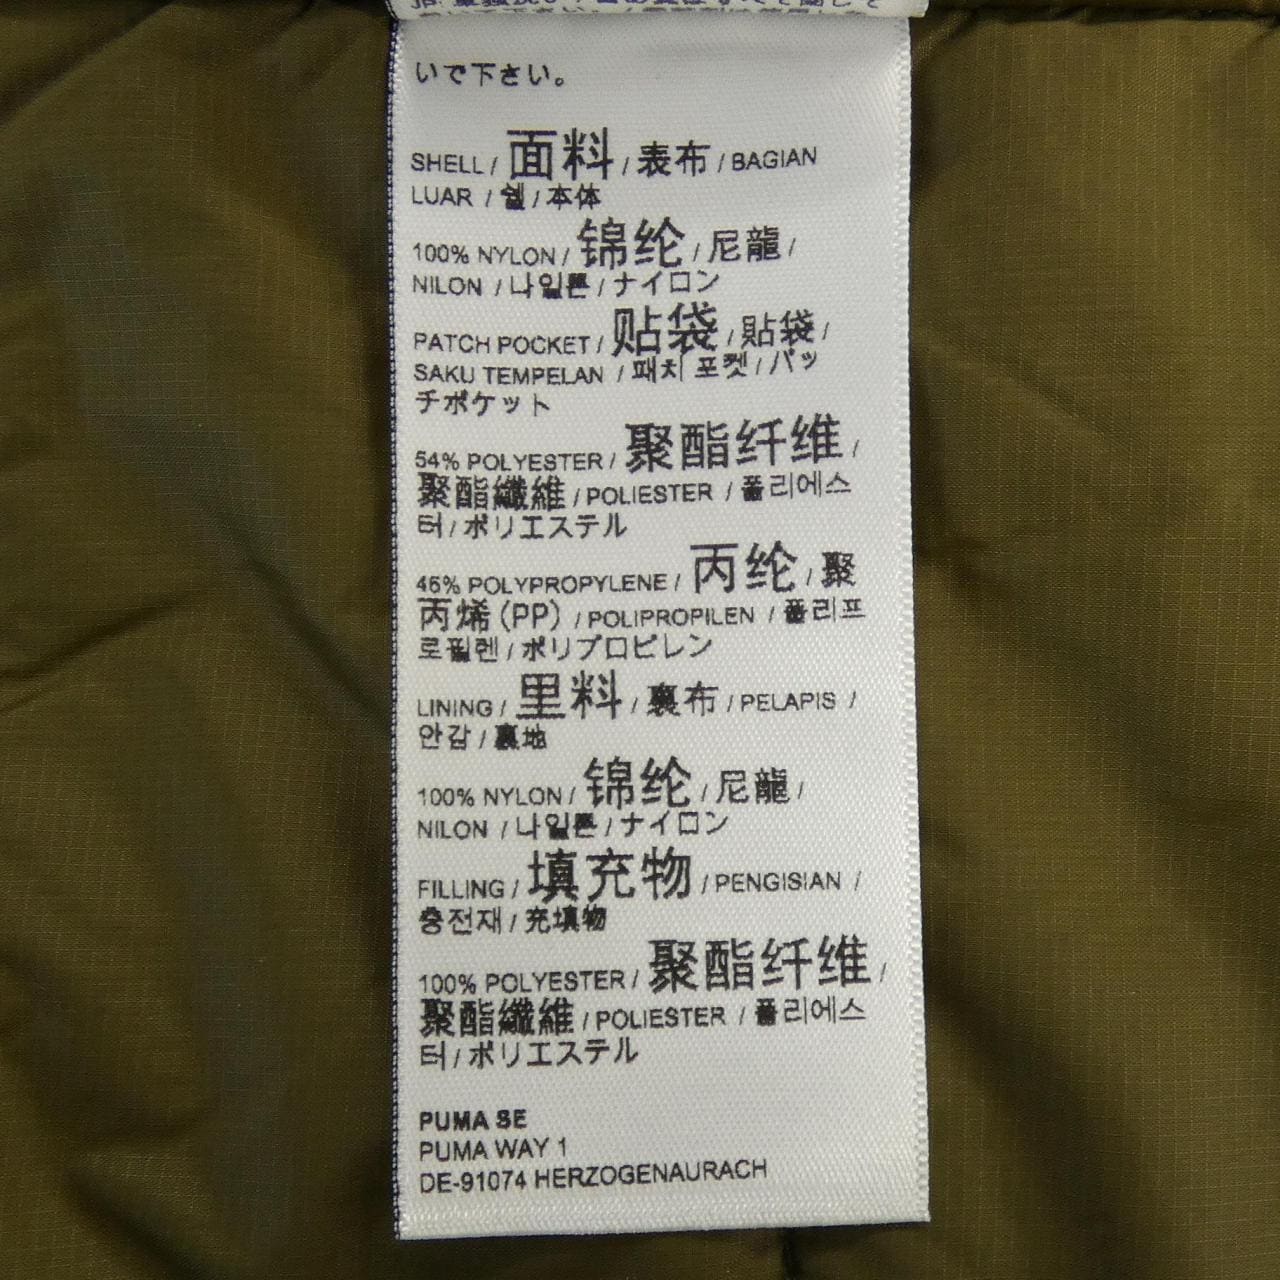 いで下さい。
SHELL / 面料 / 表布 / BAGIAN
LUAR / 쉘 / 本体
100% NYLON / 锦纶 / 尼龍 /
NILON / 나일론 / ナイロン
PATCH POCKET / 贴袋 / 貼袋 /
SAKU TEMPELAN / 패치 포켓 / パッ
チポケット
54% POLYESTER / 聚酯纤维 /
聚酯纖維 / POLIESTER / 폴리에스
터 / ポリエステル
46% POLYPROPYLENE / 丙纶 / 聚
丙烯(PP) / POLIPROPILEN / 폴리프
로필렌 / ポリプロピレン
LINING / 里料 / 裏布 / PELAPIS /
안감 / 裏地
100% NYLON / 锦纶 / 尼龍 /
NILON / 나일론 / ナイロン
FILLING / 填充物 / PENGISIAN /
충전재 / 充填物
100% POLYESTER / 聚酯纤维 /
聚酯纖維 / POLIESTER / 폴리에스
터 / ポリエステル
PUMA SE
PUMA WAY 1
DE-91074 HERZOGENAURACH